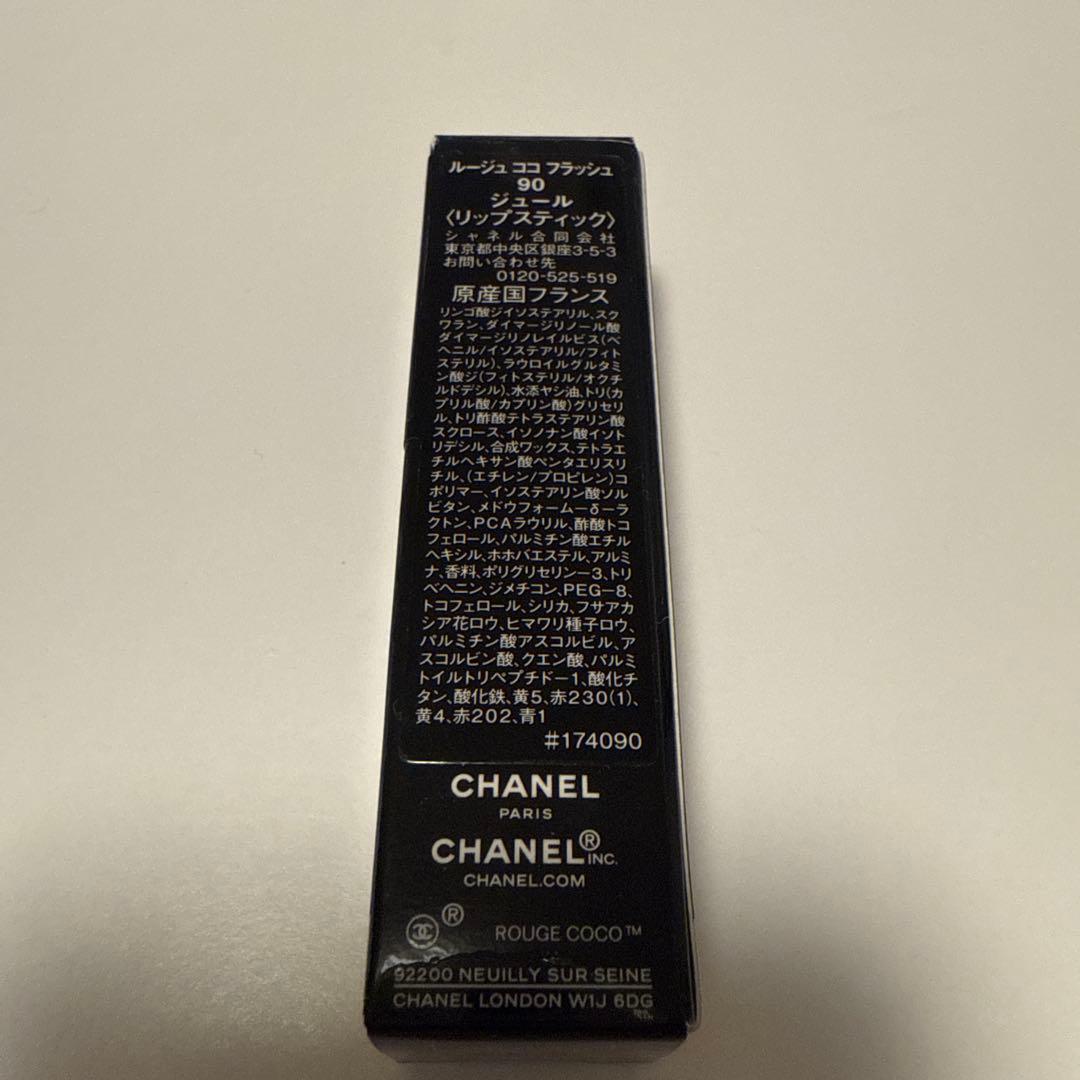 ルージュ ココ フラッシュ
90
ジュール
〈リップスティック〉
シャネル合同会社
東京都中央区銀座3-5-3
お問い合わせ先
0120-525-519
原産国フランス
リンゴ酸ジイソステアリル、スク
ワラン、ダイマージリノール酸
ダイマージリノレイルビス(ベ
ヘニル/イソステアリル/フィト
ステリル)、ラウロイルグルタミ
ン酸ジ(フィトステリル/オクチ
ルドデシル)、水添ヤシ油、トリ(カ
プリル酸/カプリン酸)グリセリ
ル、トリ酢酸テトラステアリン酸
スクロース、イソノナン酸イソト
リデシル、合成ワックス、テトラエ
チルヘキサン酸ペンタエリスリ
チル、(エチレン/プロピレン)コ
ポリマー、イソステアリン酸ソル
ビタン、メドウフォーム-δ-ラ
クトン、PCAラウリル、酢酸トコ
フェロール、パルミチン酸エチル
ヘキシル、ホホバエステル、アルミ
ナ、香料、ポリグリセリン-3、トリ
ベヘニン、ジメチコン、PEG-8、
トコフェロール、シリカ、フサアカ
シア花ロウ、ヒマワリ種子ロウ、
パルミチン酸アスコルビル、ア
スコルビン酸、クエン酸、パルミ
トイルトリペプチド-1、酸化チ
タン、酸化鉄、黄5、赤230(1)、
黄4、赤202、青1
#174090
CHANEL
PARIS
CHANEL® INC.
CHANEL.COM
® ROUGE COCO™
92200 NEUILLY SUR SEINE
CHANEL LONDON W1J 6DG